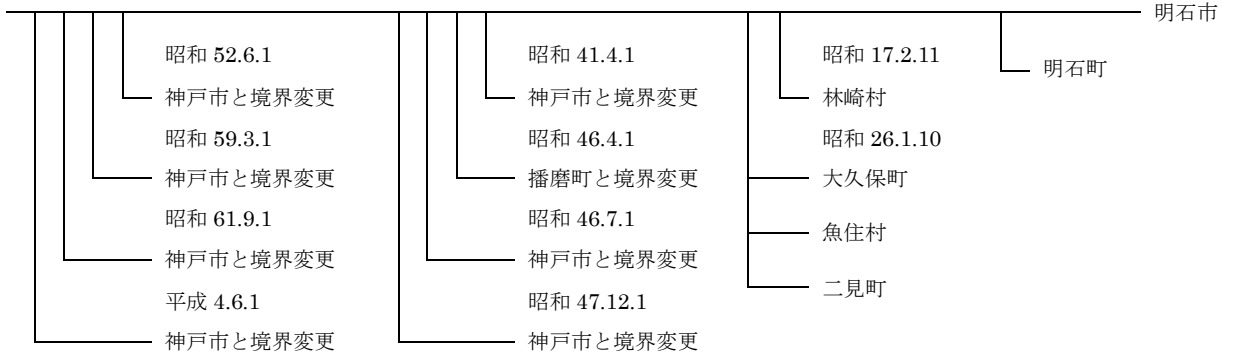 明石市
明石町
昭和 17.2.11
林崎村
昭和 26.1.10
大久保町
魚住村
二見町
昭和 41.4.1
神戸市と境界変更
昭和 46.4.1
播磨町と境界変更
昭和 46.7.1
神戸市と境界変更
昭和 47.12.1
神戸市と境界変更
昭和 52.6.1
神戸市と境界変更
昭和 59.3.1
神戸市と境界変更
昭和 61.9.1
神戸市と境界変更
平成 4.6.1
神戸市と境界変更